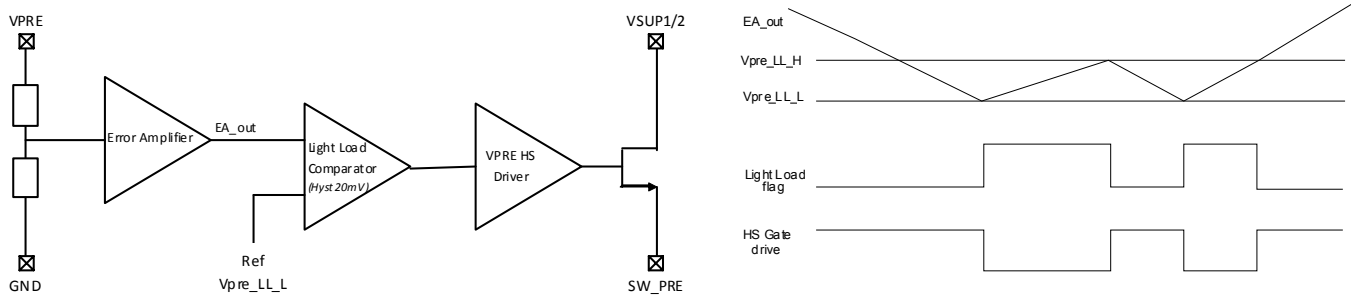 VPRE
VSUP1/2
Error Amplifier
EA_out
Light Load
Comparator
(Hyst 20mV)
VPRE HS
Driver
Ref
Vpre_LL_L
GND
SW_PRE
EA_out
Vpre_LL_H
Vpre_LL_L
Light Load
flag
HS Gate
drive